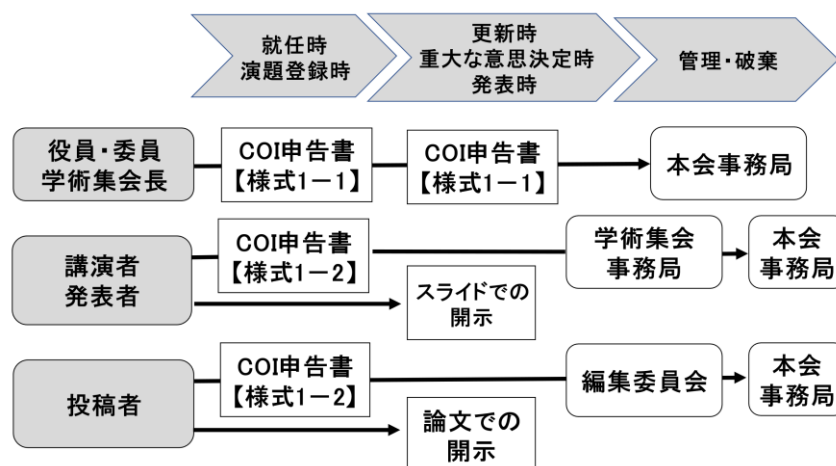 就任時
演題登録時
更新時
重大な意思決定時
発表時
管理・破棄
役員・委員
学術集会長
COI申告書
【様式1－1】
COI申告書
【様式1－1】
本会事務局
講演者
発表者
COI申告書
【様式1－2】
学術集会
事務局
本会
事務局
スライドでの
開示
投稿者
COI申告書
【様式1－2】
編集委員会
本会
事務局
論文での
開示